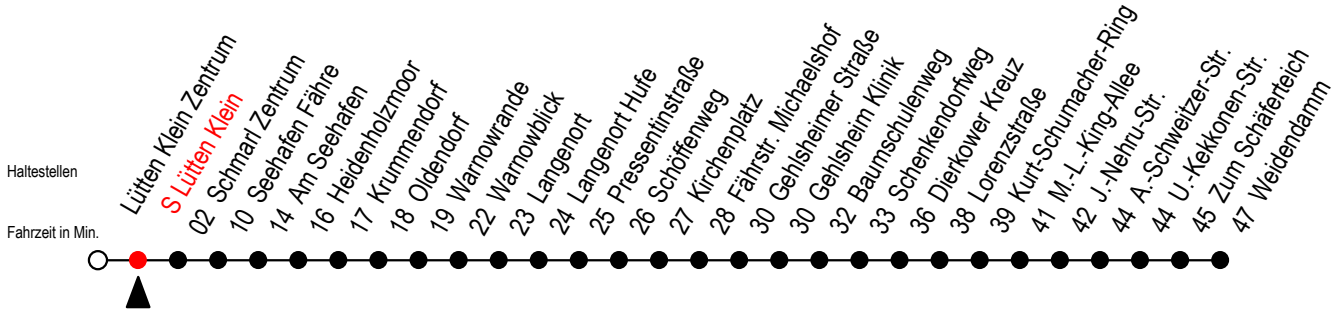 Haltestellen
Fahrzeit in Min.
Lütten Klein Zentrum
S Lütten Klein
02 Schmarl Zentrum
10 Seehafen Fähre
14 Am Seehafen
16 Heidenholzmoor
17 Krummendorf
18 Oldendorf
19 Warnowrande
22 Warnowblick
23 Langenort
24 Langenort Hufe
25 Pressentinstraße
26 Schöffenweg
27 Kirchenplatz
28 Fährstr. Michaelshof
30 Gehlsheimer Straße
30 Gehlsheim Klinik
32 Baumschulenweg
33 Schenkendorfweg
36 Dierkower Kreuz
38 Lorenzstraße
39 Kurt-Schumacher-Ring
41 M.-L.-King-Allee
42 J.-Nehru-Str.
44 A.-Schweitzer-Str.
44 U.-Kekkonen-Str.
45 Zum Schäferteich
47 Weidendamm